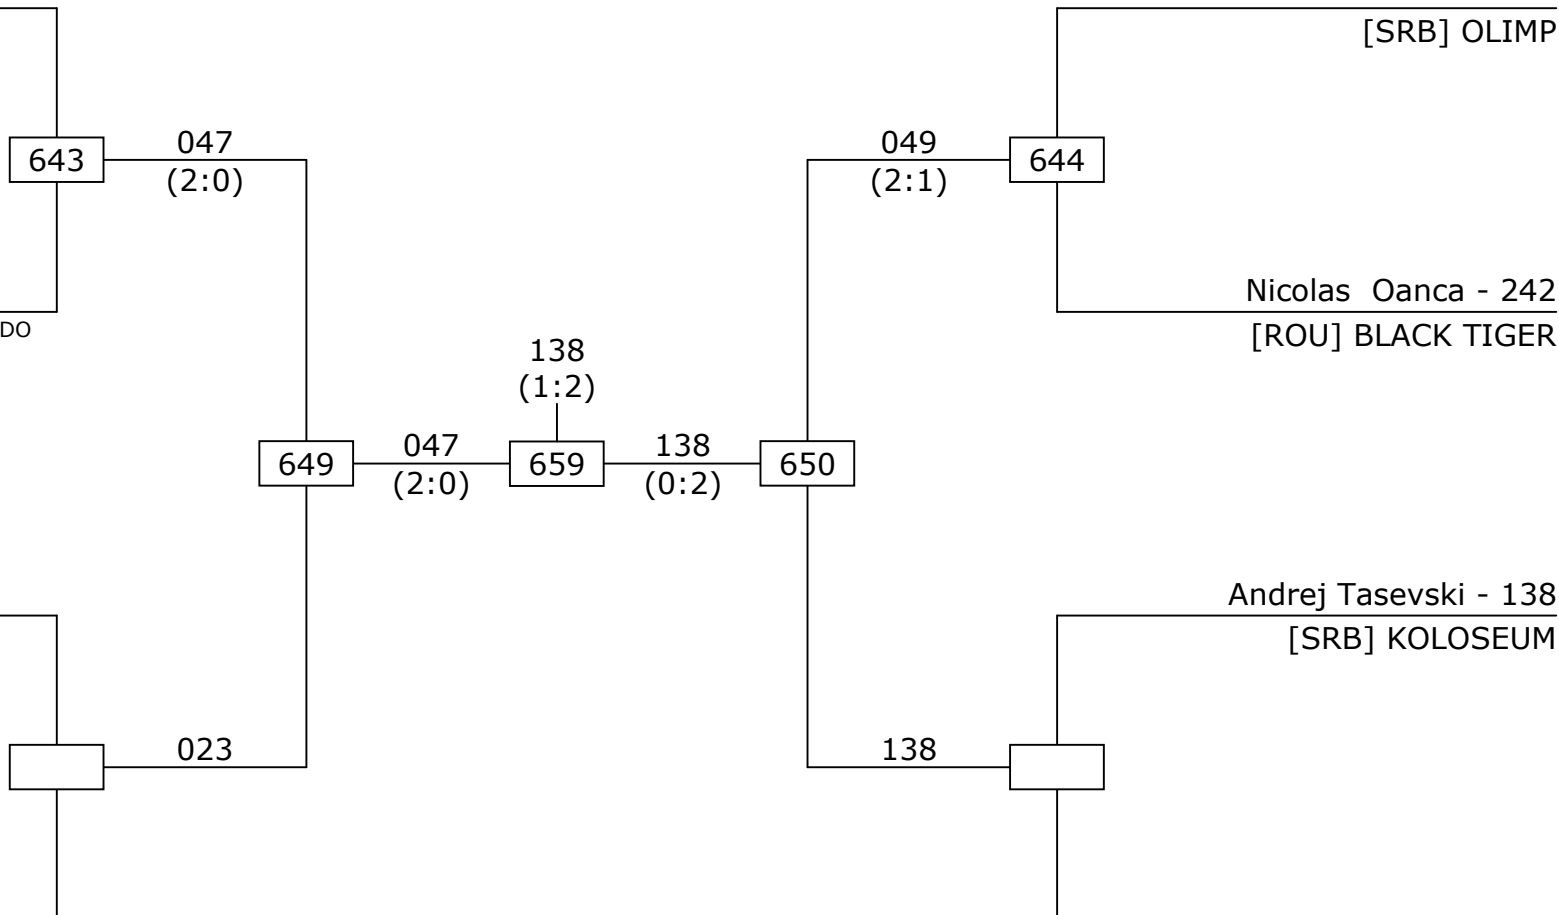 [SRB] OLIMP
047
049
643
644
(2:0)
(2:1)
Nicolas Oanca - 242
DO
[ROU] BLACK TIGER
138
(1:2)
047
138
649
659
650
(2:0)
(0:2)
Andrej Tasevski - 138
[SRB] KOLOSEUM
023
138